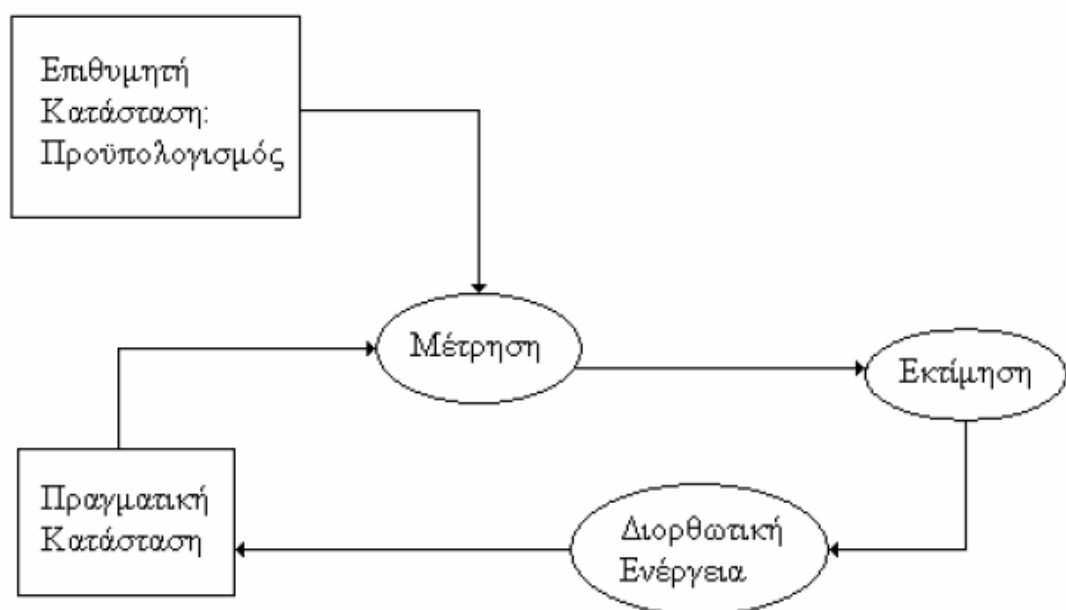 Επιθυμητή
Κατάσταση:
Προϋπολογισμός
Μέτρηση
Εκτίμηση
Πραγματική
Κατάσταση
Διορθωτική
Ενέργεια